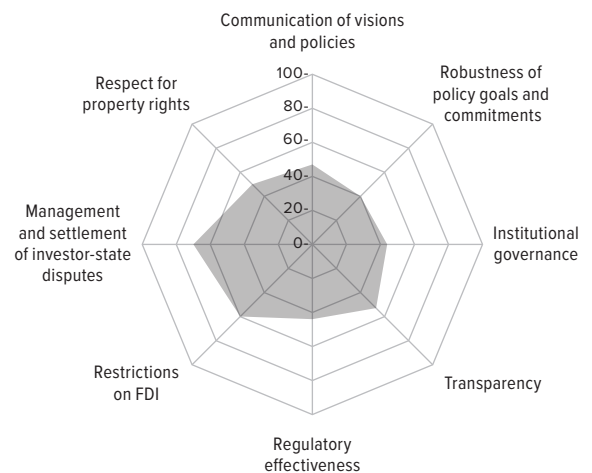 Communication of visions
and policies
Robustness of
policy goals and
commitments
Respect for
property rights
100-
80-
60-
40-
20-
0-
Management
and settlement
of investor-state
disputes
Institutional
governance
Restrictions
on FDI
Transparency
Regulatory
effectiveness